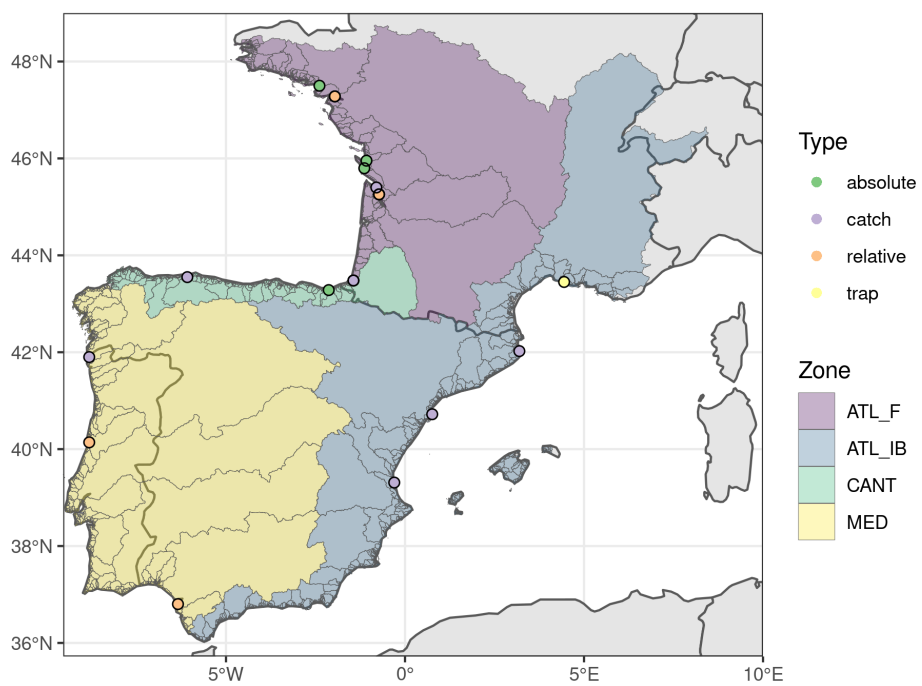 48°N
46°N
44°N
42°N
40°N
38°N
36°N
5°W
0°
5°E
10°E
Type
absolute
catch
relative
trap
Zone
ATL_F
ATL_IB
CANT
MED